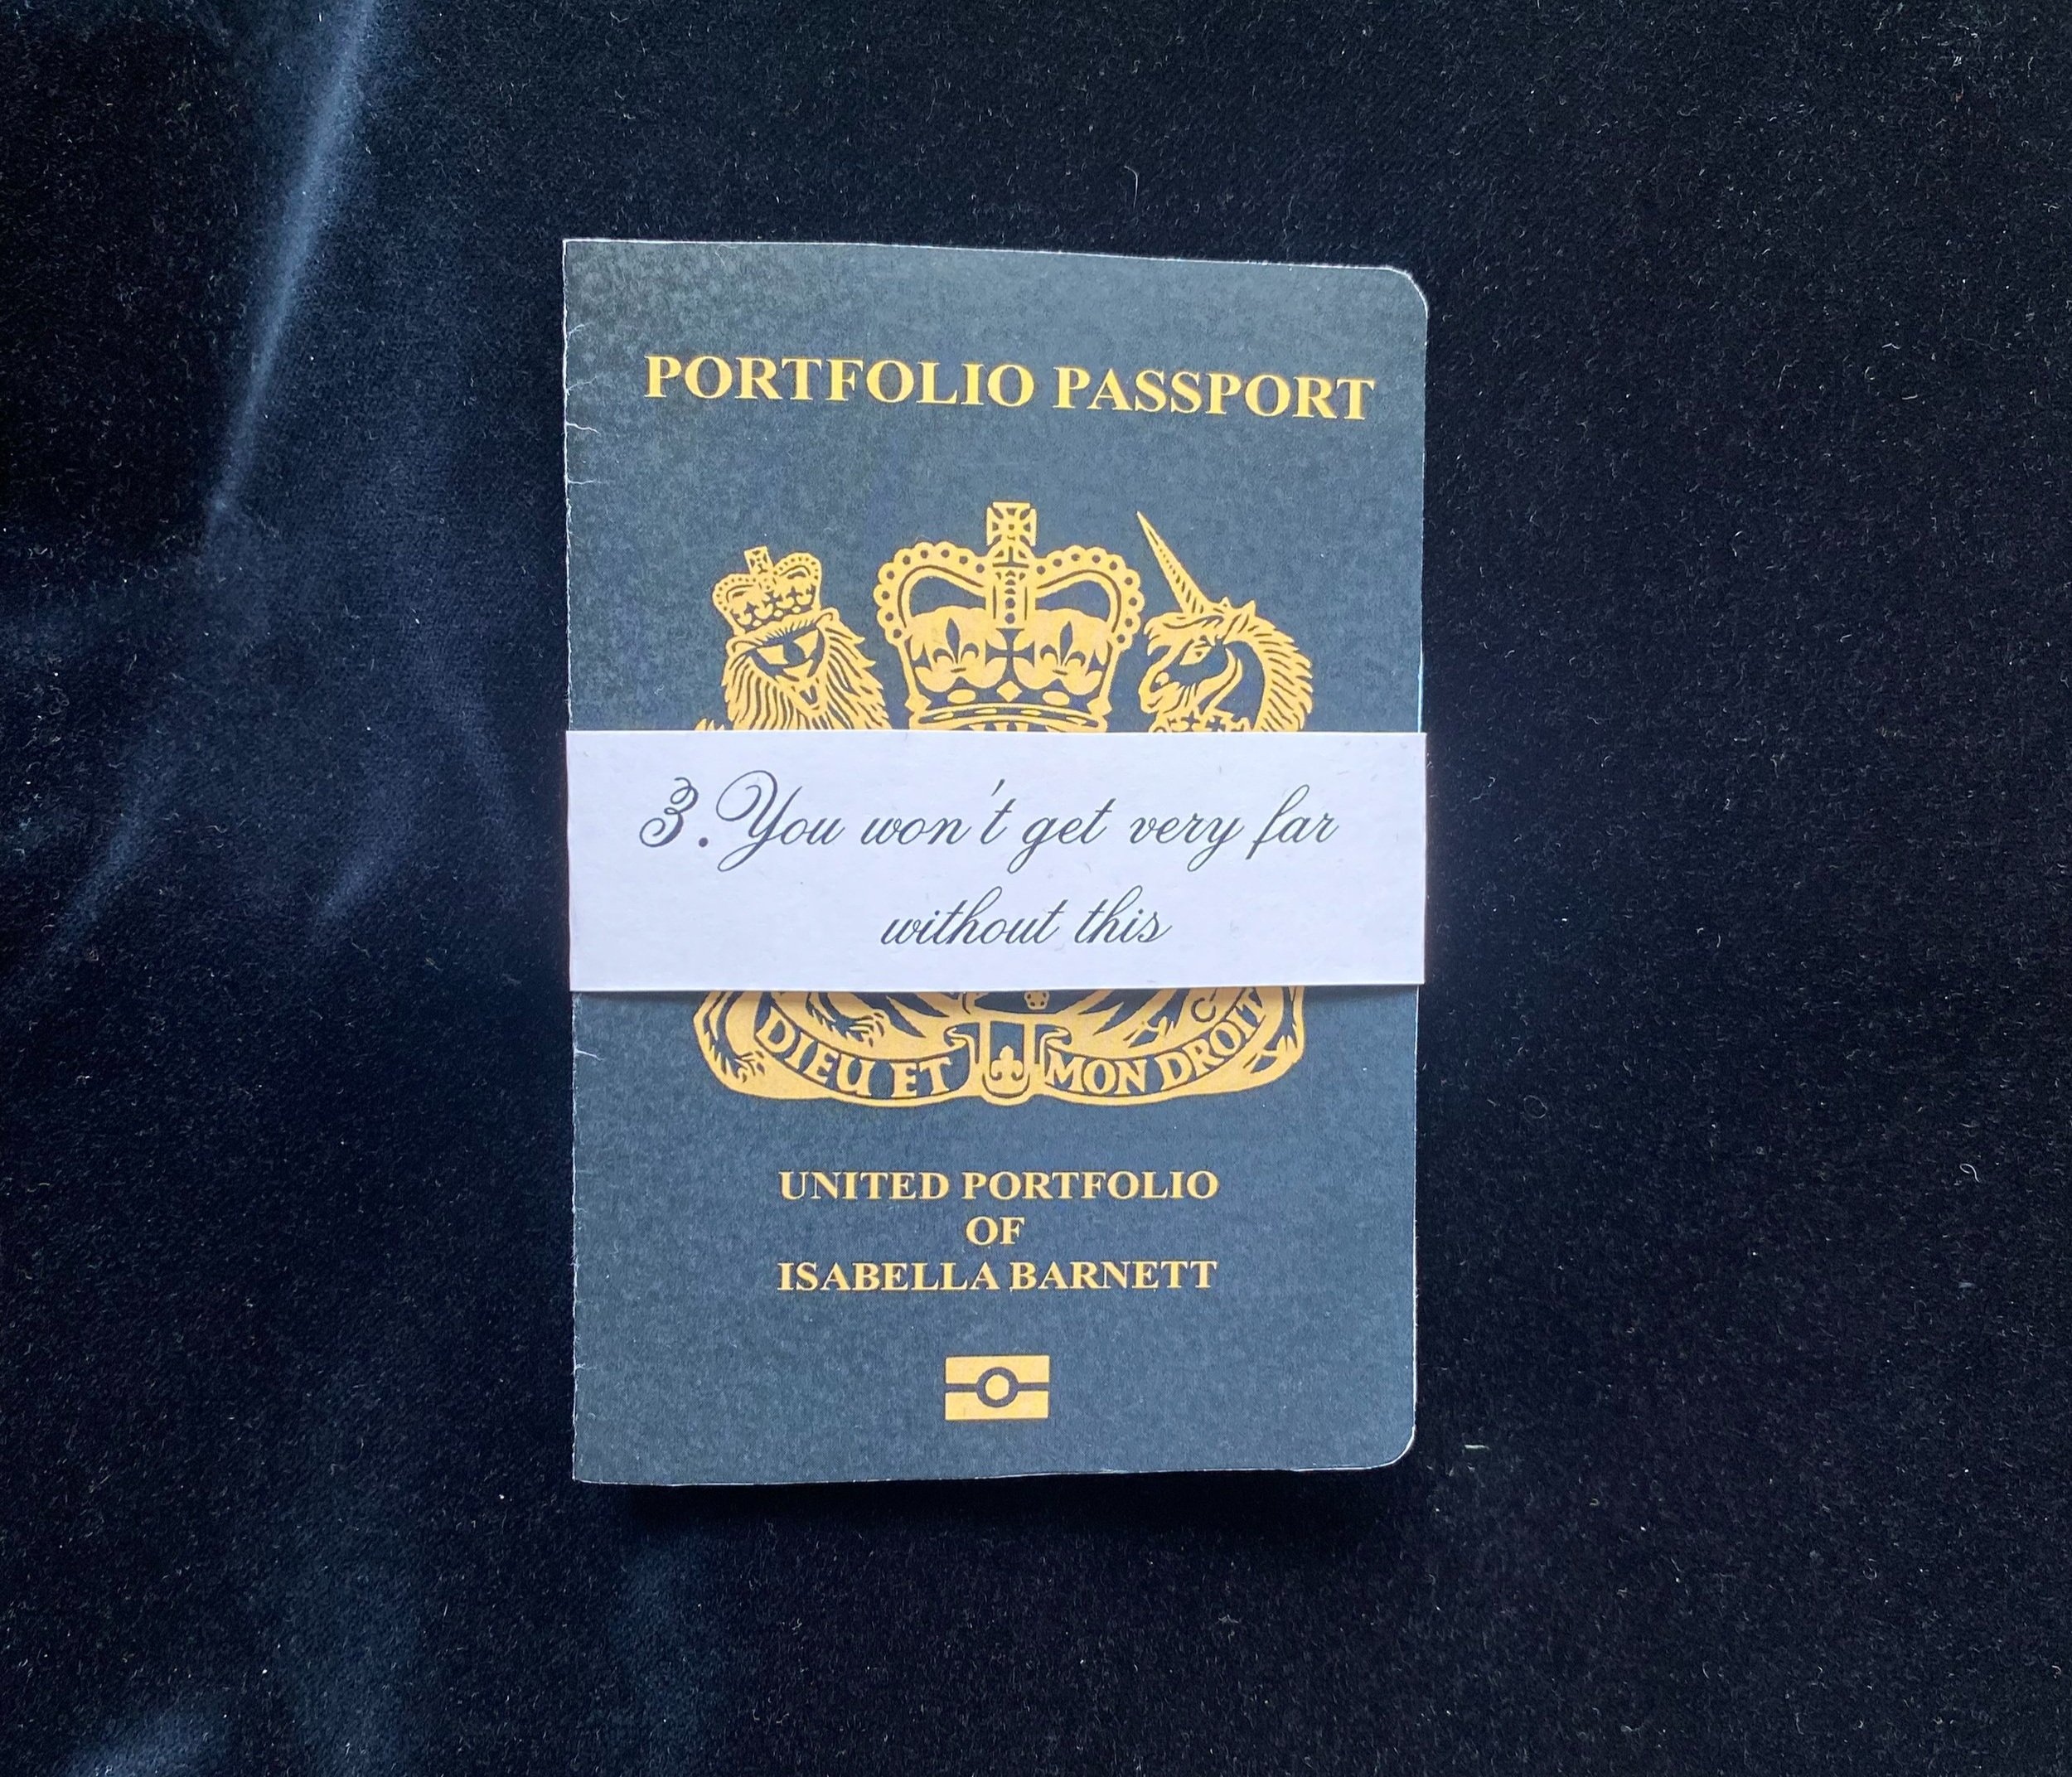 PORTFOLIO PASSPORT
3. You won't get very far
without this
DIEU ET MON DROIT
UNITED PORTFOLIO
OF
ISABELLA BARNETT